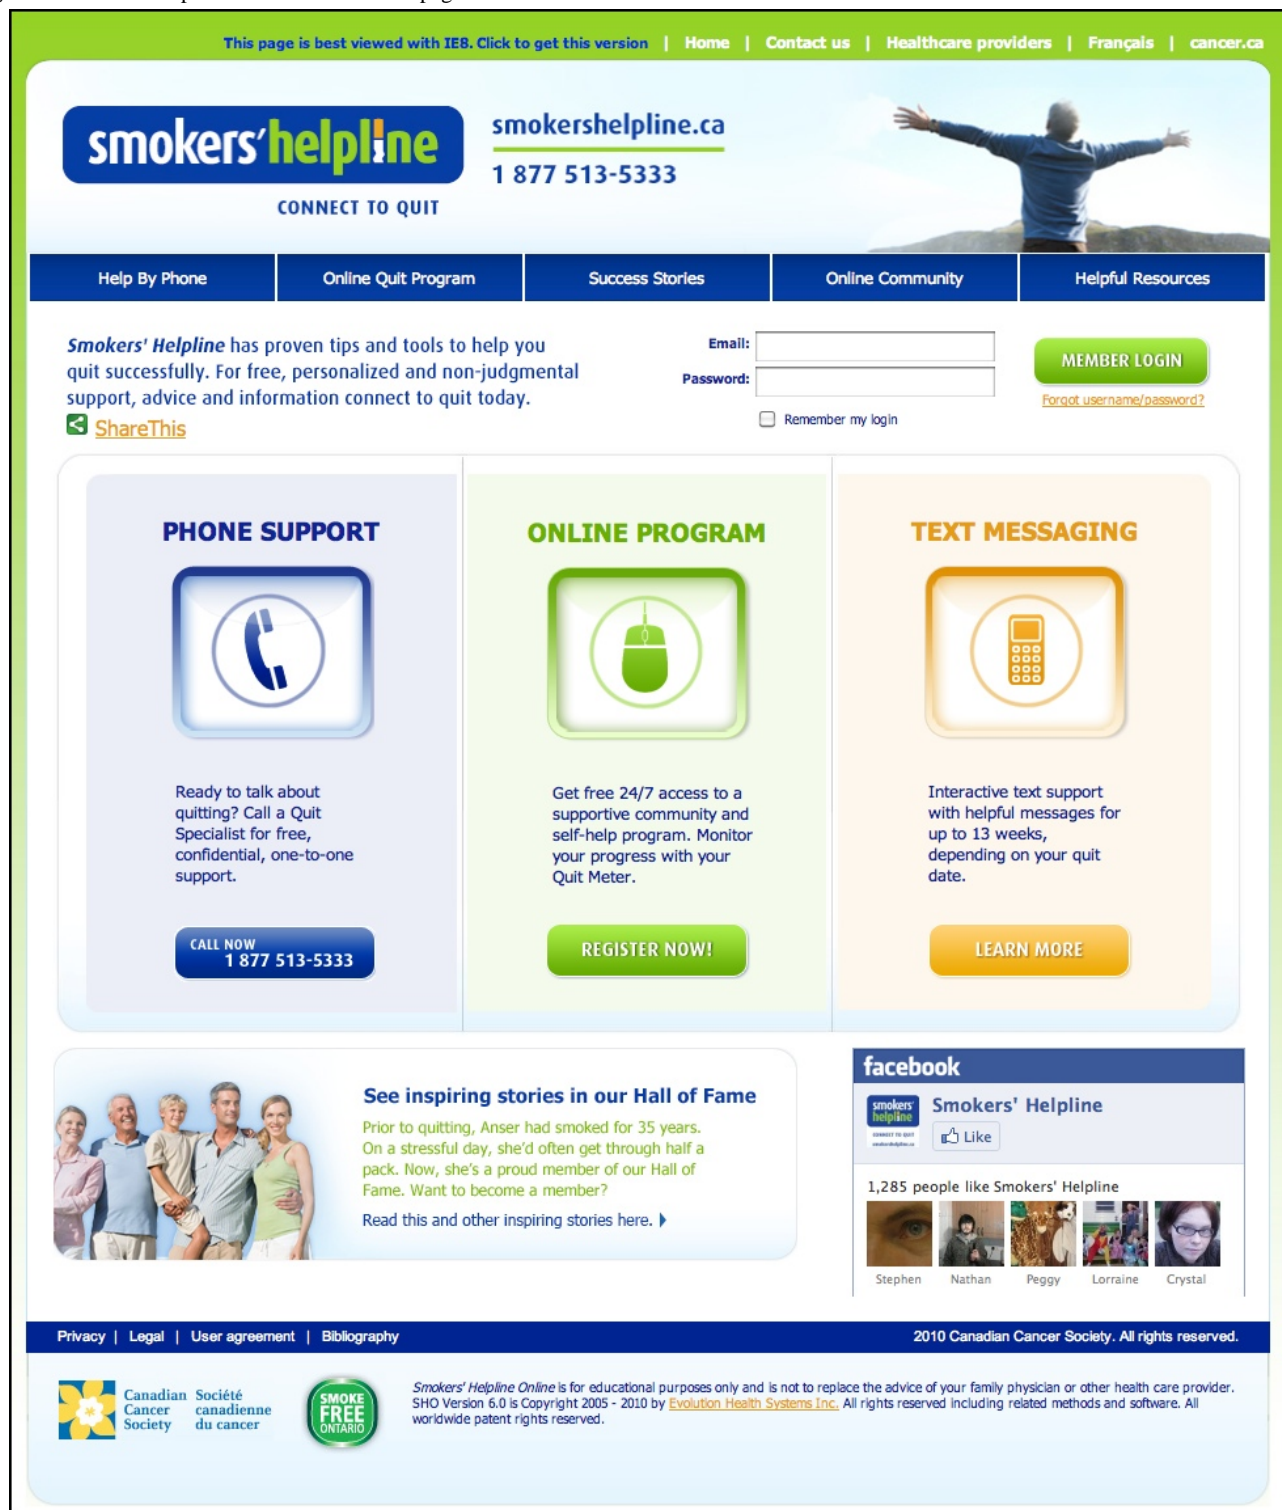 This page is best viewed with IE8. Click to get this version | Home | Contact us | Healthcare providers | Français | cancer.ca
smokers' helpline
CONNECT TO QUIT
smokershelpline.ca
1 877 513-5333
Help By Phone
Online Quit Program
Success Stories
Online Community
Helpful Resources
Smokers' Helpline has proven tips and tools to help you
quit successfully. For free, personalized and non-judgmental
support, advice and information connect to quit today.
ShareThis
Email:
Password:
Remember my login
MEMBER LOGIN
Forgot username/password?
PHONE SUPPORT
Ready to talk about
quitting? Call a Quit
Specialist for free,
confidential, one-to-one
support.
CALL NOW
1 877 513-5333
ONLINE PROGRAM
Get free 24/7 access to a
supportive community and
self-help program. Monitor
your progress with your
Quit Meter.
REGISTER NOW!
TEXT MESSAGING
Interactive text support
with helpful messages for
up to 13 weeks,
depending on your quit
date.
LEARN MORE
See inspiring stories in our Hall of Fame
Prior to quitting, Anser had smoked for 35 years.
On a stressful day, she'd often get through half a
pack. Now, she's a proud member of our Hall of
Fame. Want to become a member?
Read this and other inspiring stories here.
facebook
smokers'
helpline
CONNECT TO QUIT
smokershelpline.ca
Smokers' Helpline
Like
1,285 people like Smokers' Helpline
Stephen
Nathan
Peggy
Lorraine
Crystal
Privacy | Legal | User agreement | Bibliography
2010 Canadian Cancer Society. All rights reserved.
Canadian
Cancer
Society
Société
canadienne
du cancer
SMOKE
FREE
ONTARIO
Smokers' Helpline Online is for educational purposes only and is not to replace the advice of your family physician or other health care provider.
SHO Version 6.0 is Copyright 2005 - 2010 by Evolution Health Systems Inc. All rights reserved including related methods and software. All
worldwide patent rights reserved.